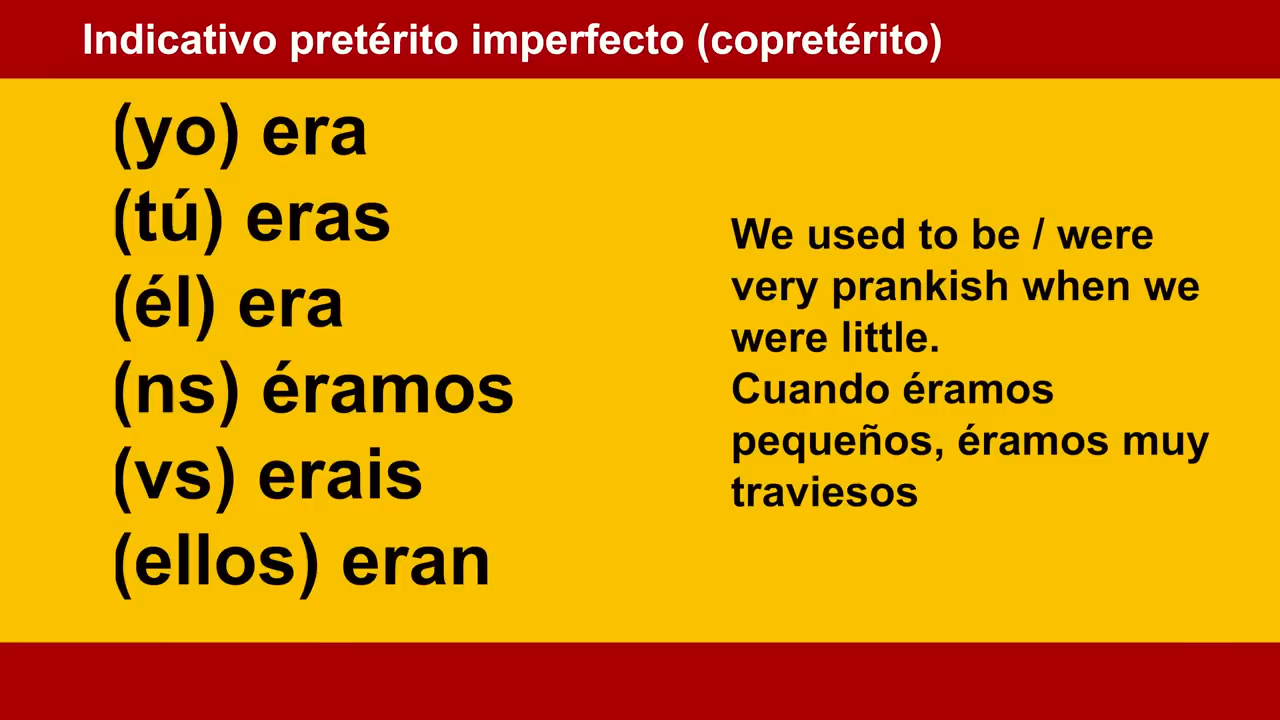 Indicativo pretérito imperfecto (copretérito)
(yo) era
(tú) eras
(él) era
(ns) éramos
(vs) erais
(ellos) eran
We used to be / were
very prankish when we
were little.
Cuando éramos
pequeños, éramos muy
traviesos